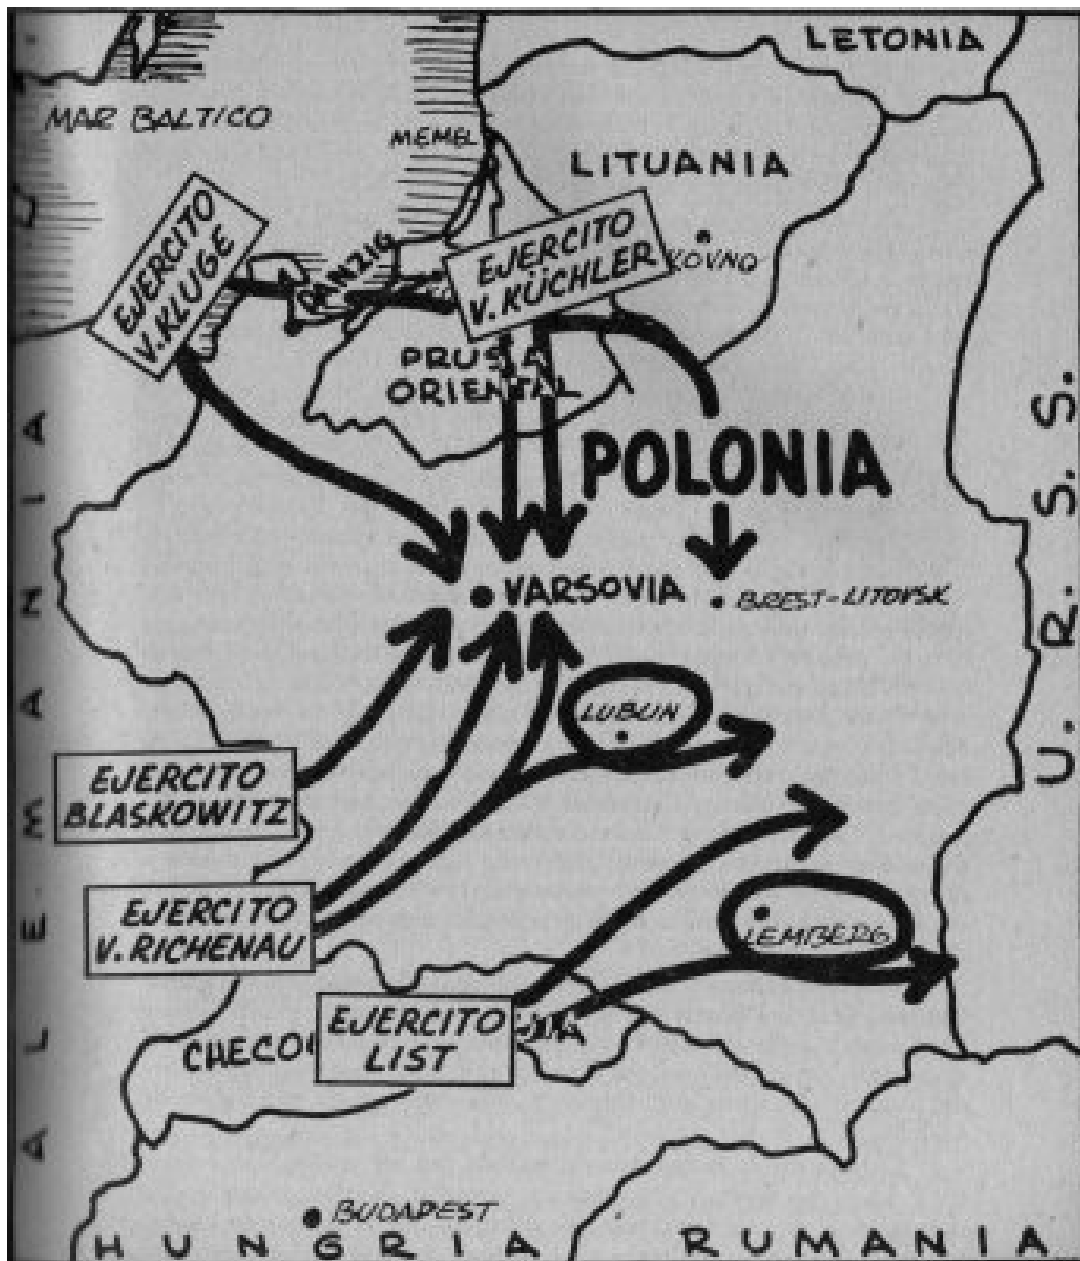 LETONIA
MAR BALTICO
MEMEL
LITUANIA
EJERCITO
V. KLUGE
DANZIG
EJERCITO
V. KÜCHLER
KOVNO
PRUSIA
ORIENTAL
POLONIA
VARSOVIA
BREST-LITOVSK
LUBLIN
EJERCITO
BLASKOWITZ
EJERCITO
V. RICHENAU
LEMBERG
EJERCITO
LIST
CHECO
BUDAPEST
HUNGRIA
RUMANIA
ALEMANIA
U.R.S.S.